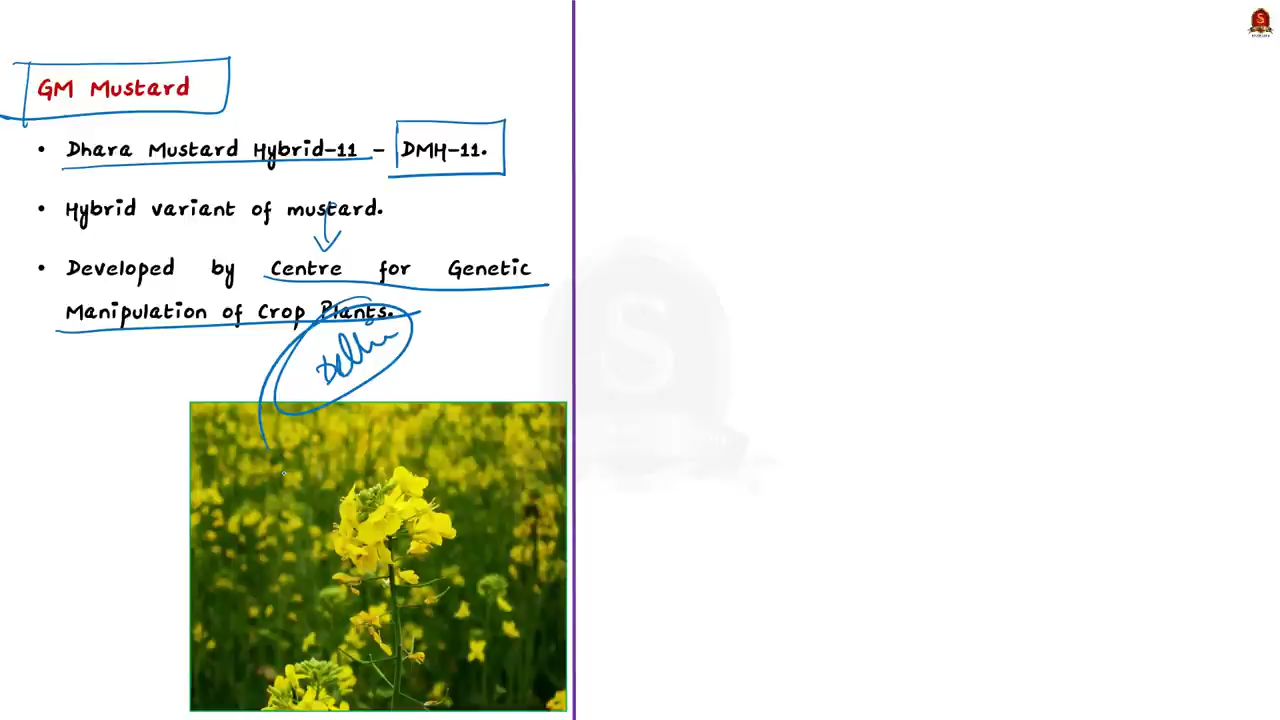 GM Mustard
• Dhara Mustard Hybrid-11 - DMH-11.
• Hybrid variant of mustard.
• Developed by Centre for Genetic
Manipulation of Crop Plants.
Delhi